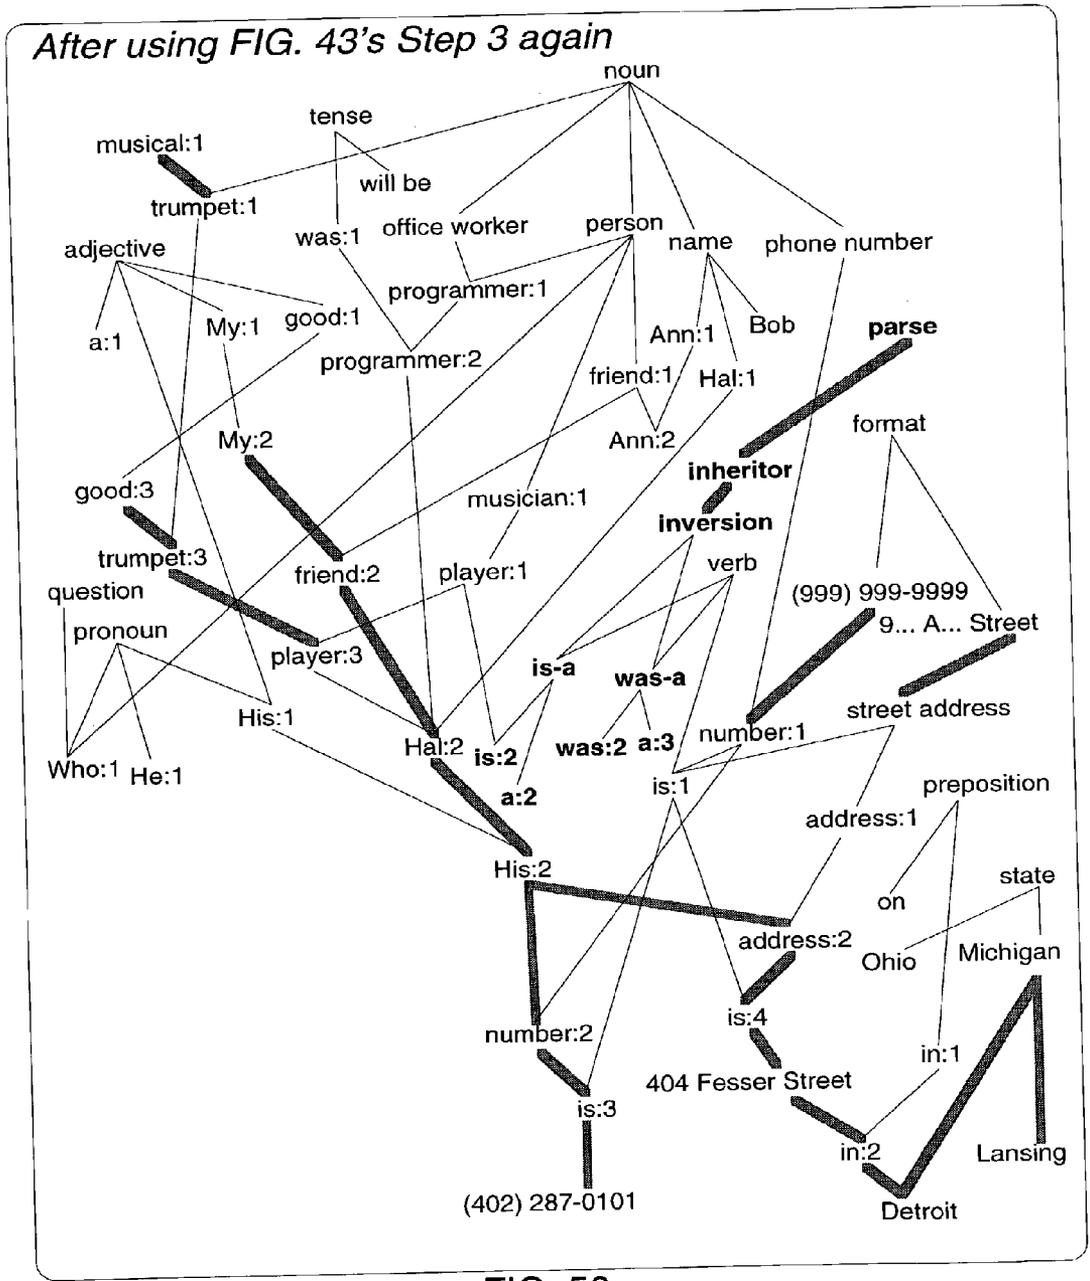 After using FIG. 43's Step 3 again
noun
tense
musical:1
will be
trumpet:1
office worker
person
was:1
name
phone number
adjective
programmer:1
good:1
My:1
Bob
parse
Ann:1
a:1
programmer:2
friend:1
Hal:1
format
My:2
Ann:2
inheritor
good:3
musician:1
inversion
trumpet:3
verb
friend:2
player:1
question
(999) 999-9999
9... A... Street
pronoun
player:3
is-a
was-a
street address
His:1
number:1
Hal:2
is:2
was:2
a:3
Who:1
He:1
is:1
preposition
a:2
address:1
His:2
state
on
address:2
Ohio
Michigan
is:4
number:2
in:1
404 Fesser Street
is:3
in:2
Lansing
(402) 287-0101
Detroit